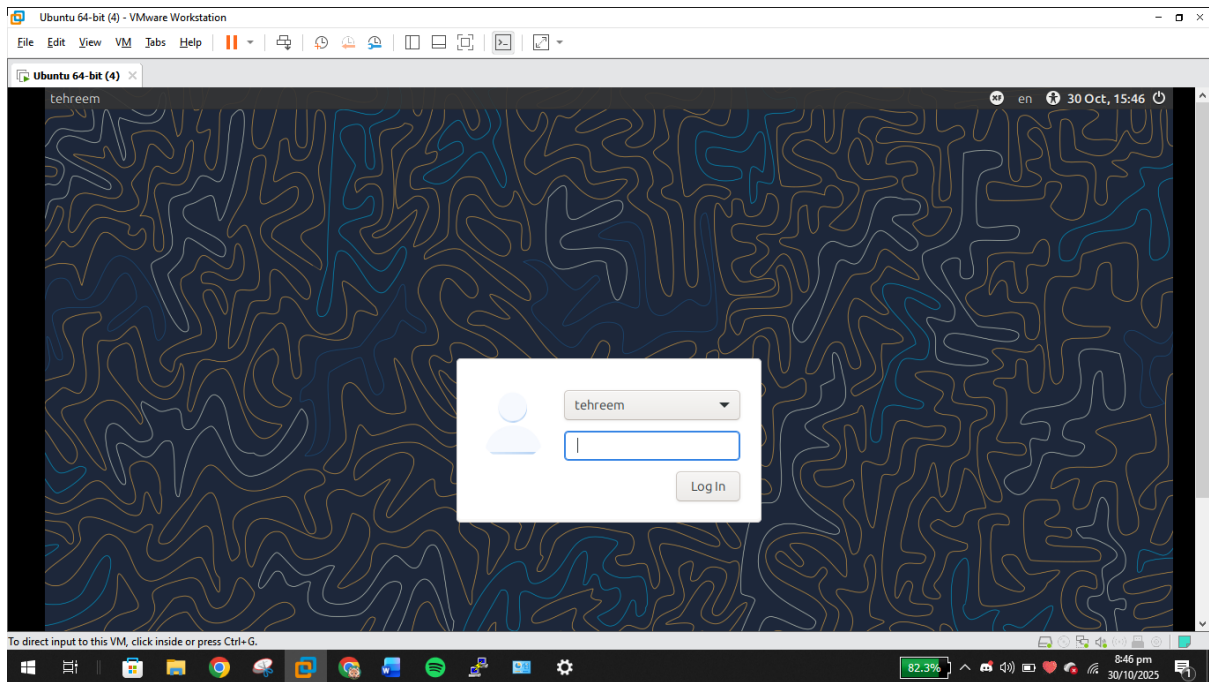 Ubuntu 64-bit (4) - VMware Workstation
File Edit View VM Tabs Help
Ubuntu 64-bit (4)
tehreem en 30 Oct, 15:46
tehreem
Log In
To direct input to this VM, click inside or press Ctrl+G.
82.3% 8:46 pm
30/10/2025
1